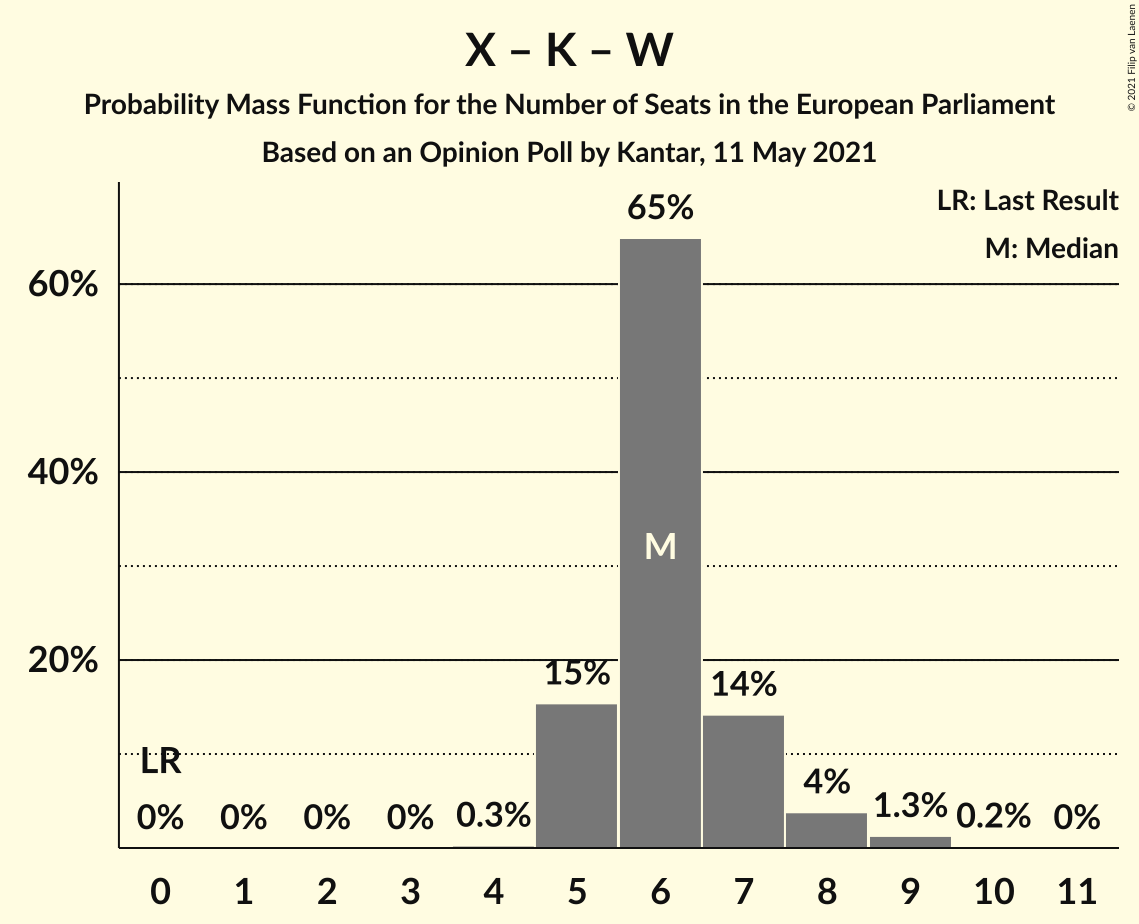 X – K – W
Probability Mass Function for the Number of Seats in the European Parliament
Based on an Opinion Poll by Kantar, 11 May 2021
© 2021 Filip van Laenen
LR: Last Result
M: Median
65%
60%
40%
M
20%
15%
14%
LR
4%
0% 0% 0% 0% 0.3% 1.3% 0.2% 0%
0 1 2 3 4 5 6 7 8 9 10 11